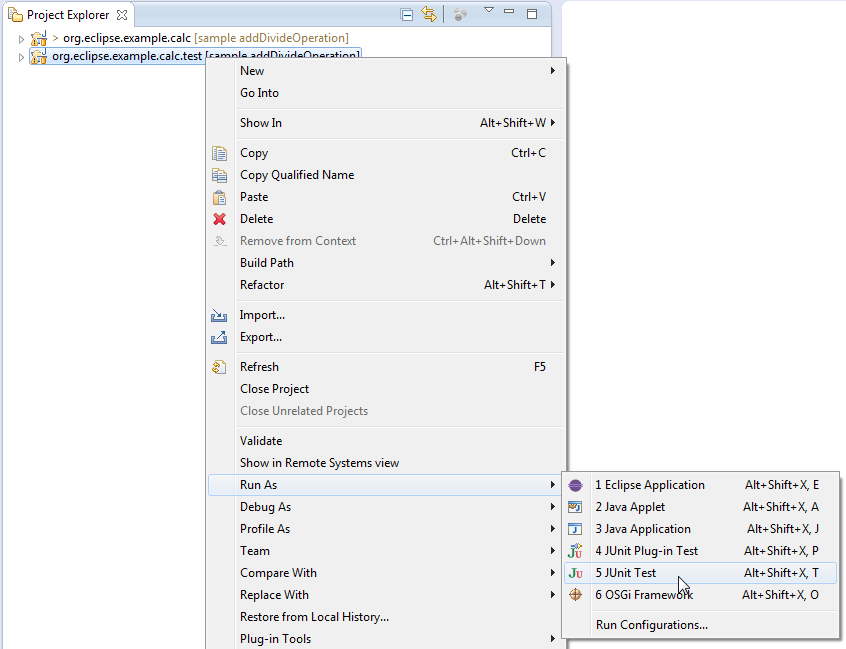 Project Explorer
> org.eclipse.example.calc [sample addDivideOperation]
org.eclipse.example.calc.test [sample addDivideOperation]
New
Go Into
Show In Alt+Shift+W
Copy Ctrl+C
Copy Qualified Name
Paste Ctrl+V
Delete Delete
Remove from Context Ctrl+Alt+Shift+Down
Build Path
Refactor Alt+Shift+T
Import...
Export...
Refresh F5
Close Project
Close Unrelated Projects
Validate
Show in Remote Systems view
Run As
Debug As
Profile As
Team
Compare With
Replace With
Restore from Local History...
Plug-in Tools
1 Eclipse Application Alt+Shift+X, E
2 Java Applet Alt+Shift+X, A
3 Java Application Alt+Shift+X, J
4 JUnit Plug-in Test Alt+Shift+X, P
5 JUnit Test Alt+Shift+X, T
6 OSGi Framework Alt+Shift+X, O
Run Configurations...